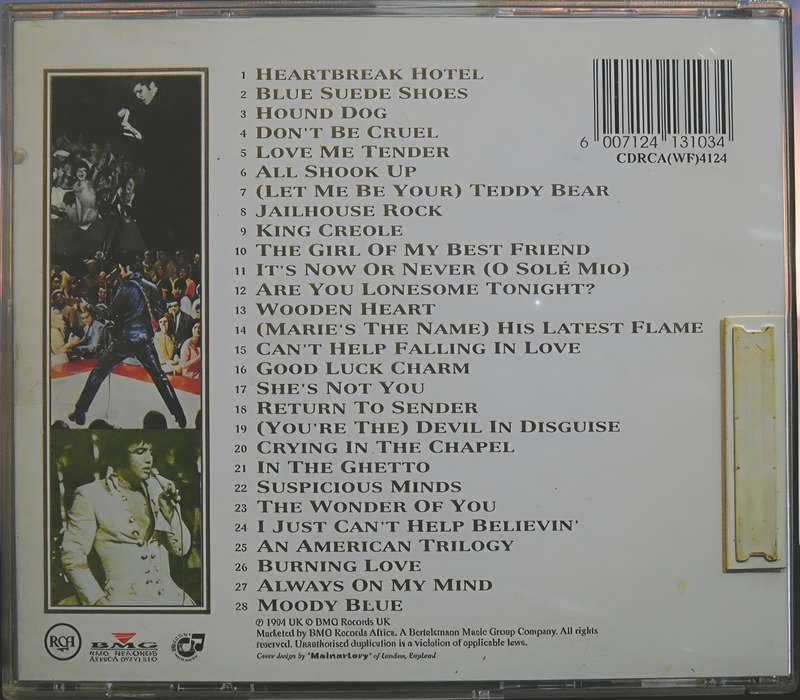 1 HEARTBREAK HOTEL
2 BLUE SUEDE SHOES
3 HOUND DOG
4 DON'T BE CRUEL
5 LOVE ME TENDER
6 ALL SHOOK UP
7 (LET ME BE YOUR) TEDDY BEAR
8 JAILHOUSE ROCK
9 KING CREOLE
10 THE GIRL OF MY BEST FRIEND
11 IT'S NOW OR NEVER (O SOLÉ MIO)
12 ARE YOU LONESOME TONIGHT?
13 WOODEN HEART
14 (MARIE'S THE NAME) HIS LATEST FLAME
15 CAN'T HELP FALLING IN LOVE
16 GOOD LUCK CHARM
17 SHE'S NOT YOU
18 RETURN TO SENDER
19 (YOU'RE THE) DEVIL IN DISGUISE
20 CRYING IN THE CHAPEL
21 IN THE GHETTO
22 SUSPICIOUS MINDS
23 THE WONDER OF YOU
24 I JUST CAN'T HELP BELIEVIN'
25 AN AMERICAN TRILOGY
26 BURNING LOVE
27 ALWAYS ON MY MIND
28 MOODY BLUE
6 007124 131034
CDRCA(WF)4124
℗ 1994 UK © BMG Records UK
Marketed by BMG Records Africa. A Bertelsmann Music Group Company. All rights
reserved. Unauthorised duplication is a violation of applicable laws.
Cover design by of London, England
RCA
BMG
BMG RECORDS
AFRICA